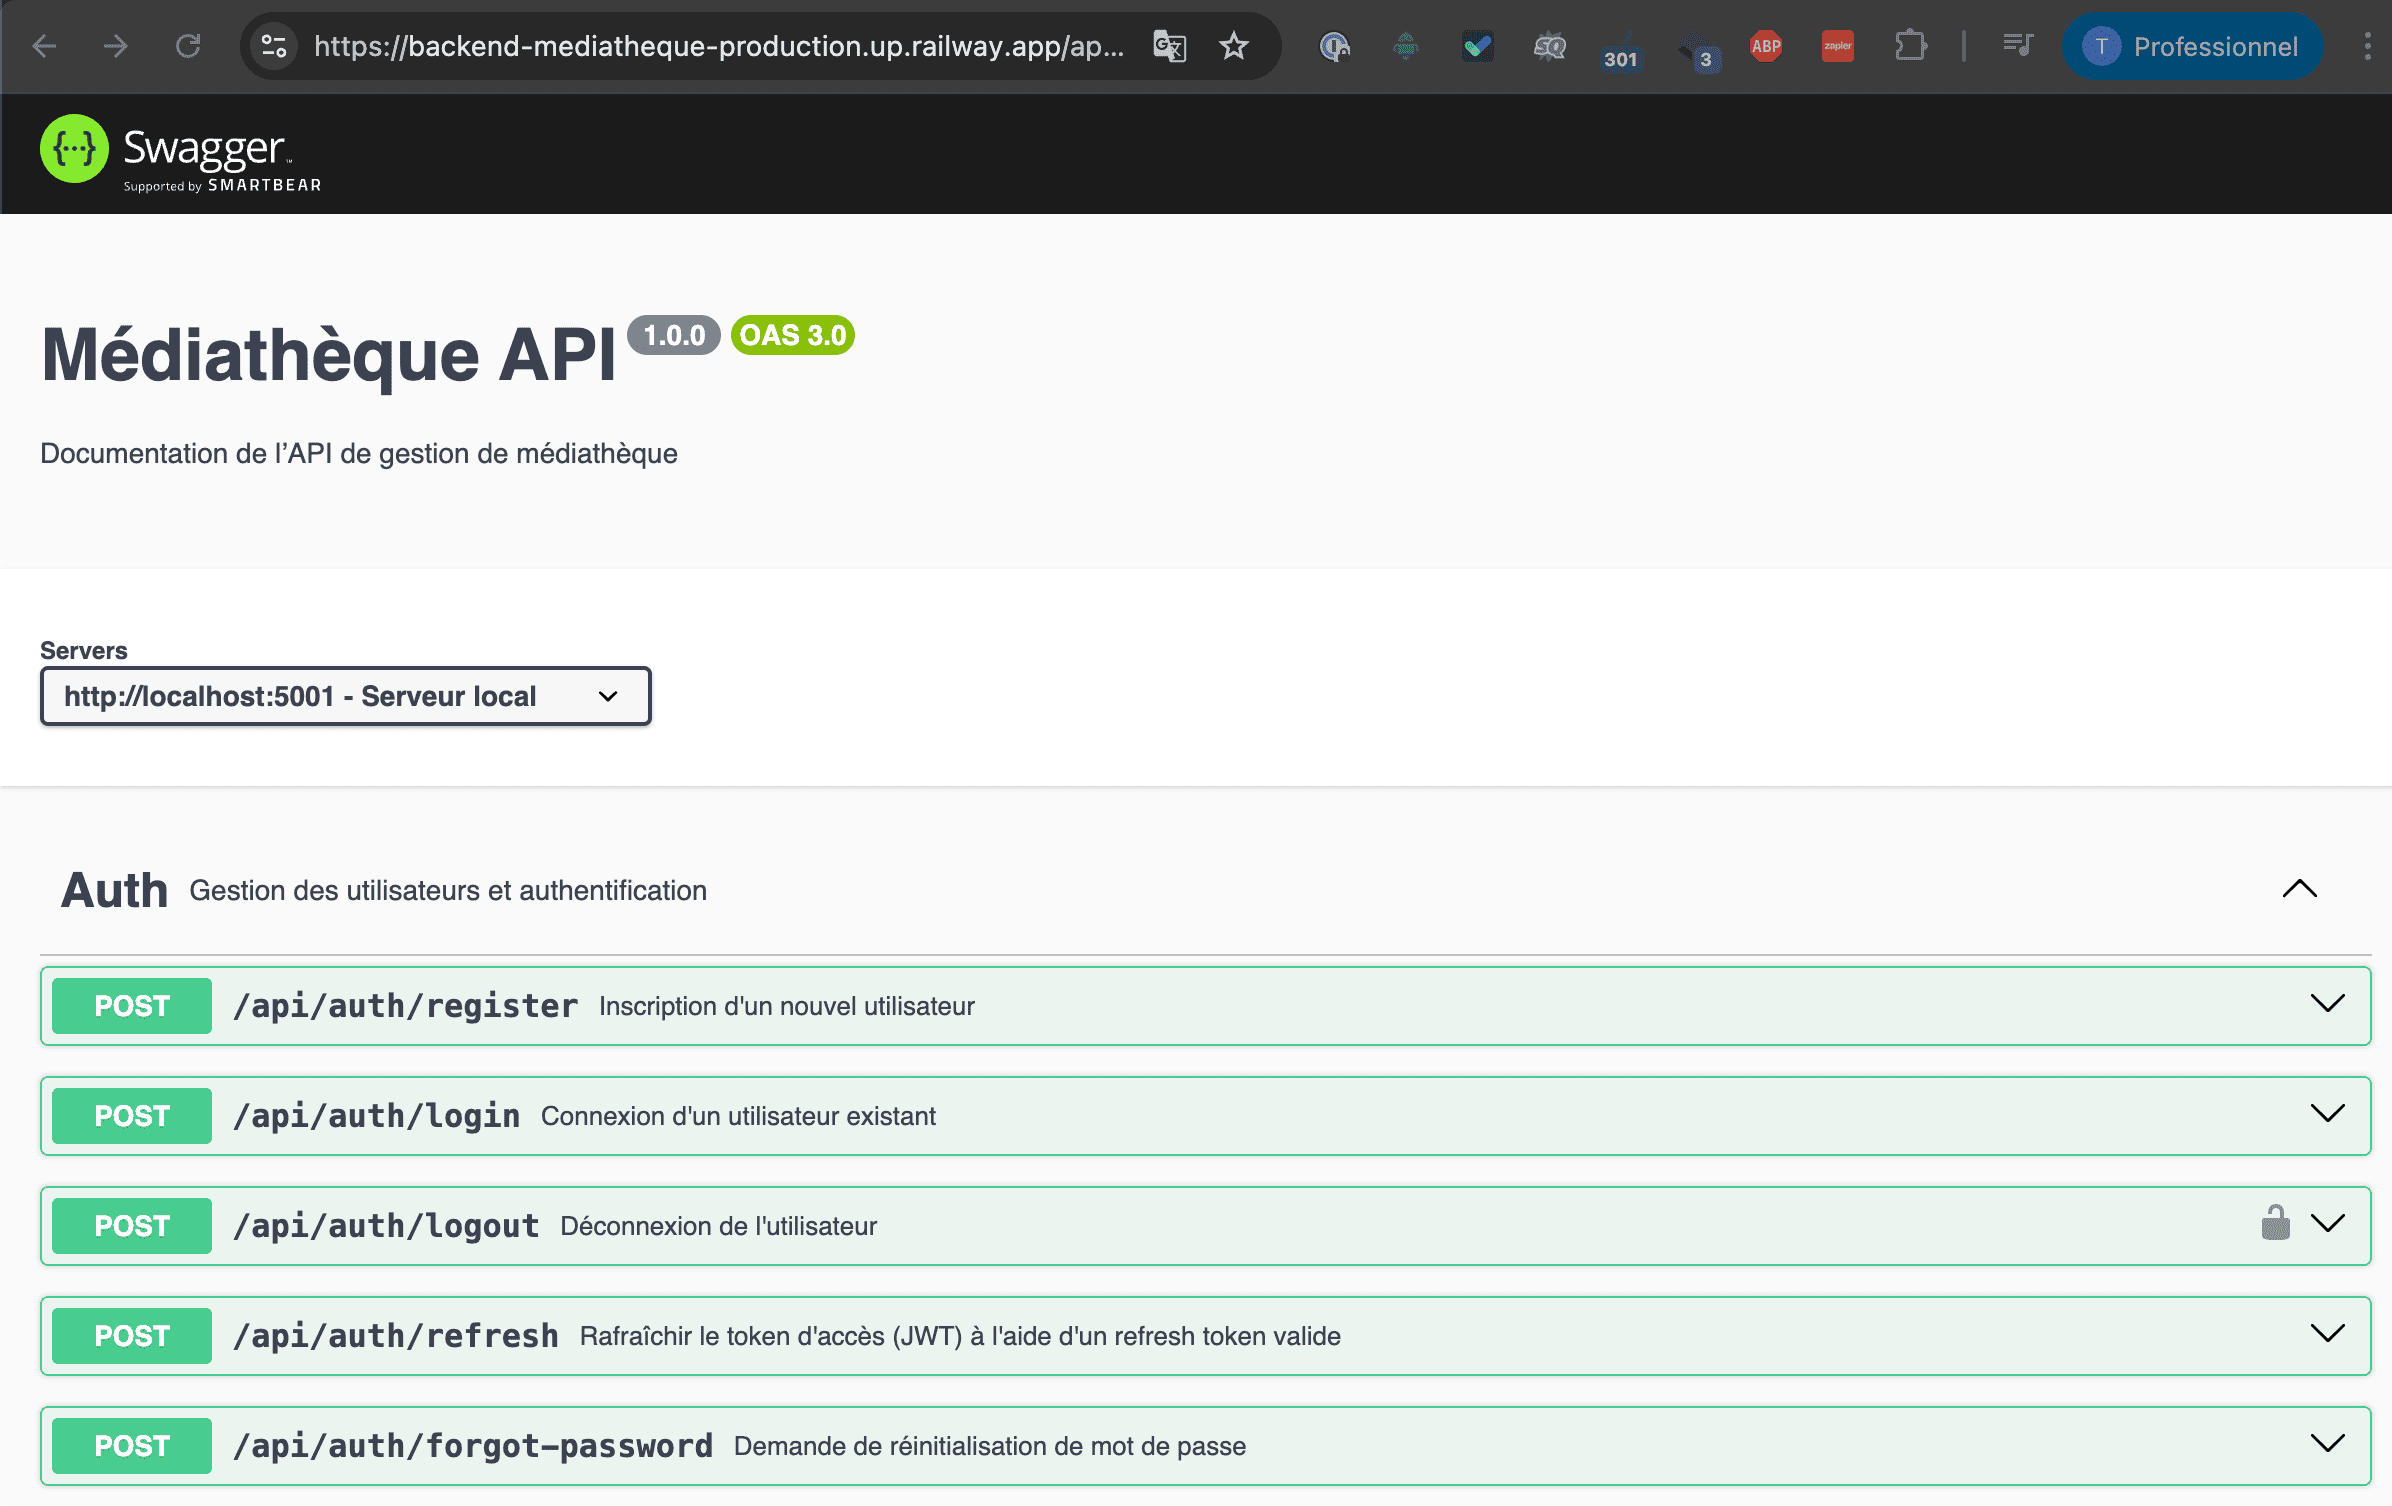 https://backend-mediatheque-production.up.railway.app/ap...
SQ
301
3
ABP
zapier
T
Professionnel
{···} Swagger™
Supported by SMARTBEAR
Médiathèque API 1.0.0 OAS 3.0
Documentation de l’API de gestion de médiathèque
Servers
http://localhost:5001 - Serveur local
Auth Gestion des utilisateurs et authentification
POST /api/auth/register Inscription d'un nouvel utilisateur
POST /api/auth/login Connexion d'un utilisateur existant
POST /api/auth/logout Déconnexion de l'utilisateur
POST /api/auth/refresh Rafraîchir le token d'accès (JWT) à l'aide d'un refresh token valide
POST /api/auth/forgot-password Demande de réinitialisation de mot de passe